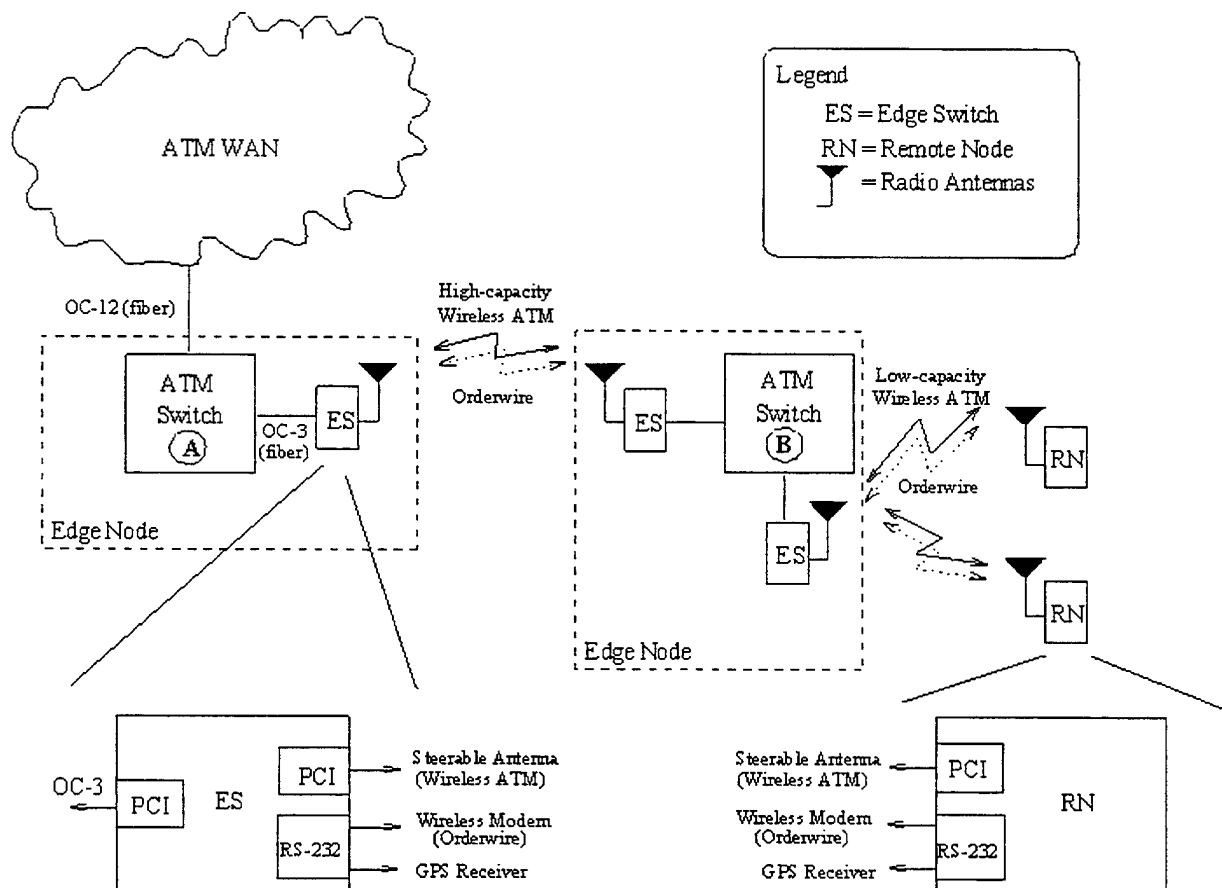 ATM WAN
Legend
ES = Edge Switch
RN = Remote Node
= Radio Antennas
OC-12 (fiber)
High-capacity
Wireless ATM
Orderwire
ATM
Switch
A
OC-3
(fiber)
ES
Edge Node
ES
ATM
Switch
B
ES
Edge Node
Low-capacity
Wireless ATM
Orderwire
RN
RN
OC-3
PCI
ES
PCI
RS-232
Steerable Antenna
(Wireless ATM)
Wireless Modem
(Orderwire)
GPS Receiver
Steerable Antenna
(Wireless ATM)
Wireless Modem
(Orderwire)
GPS Receiver
PCI
RS-232
RN